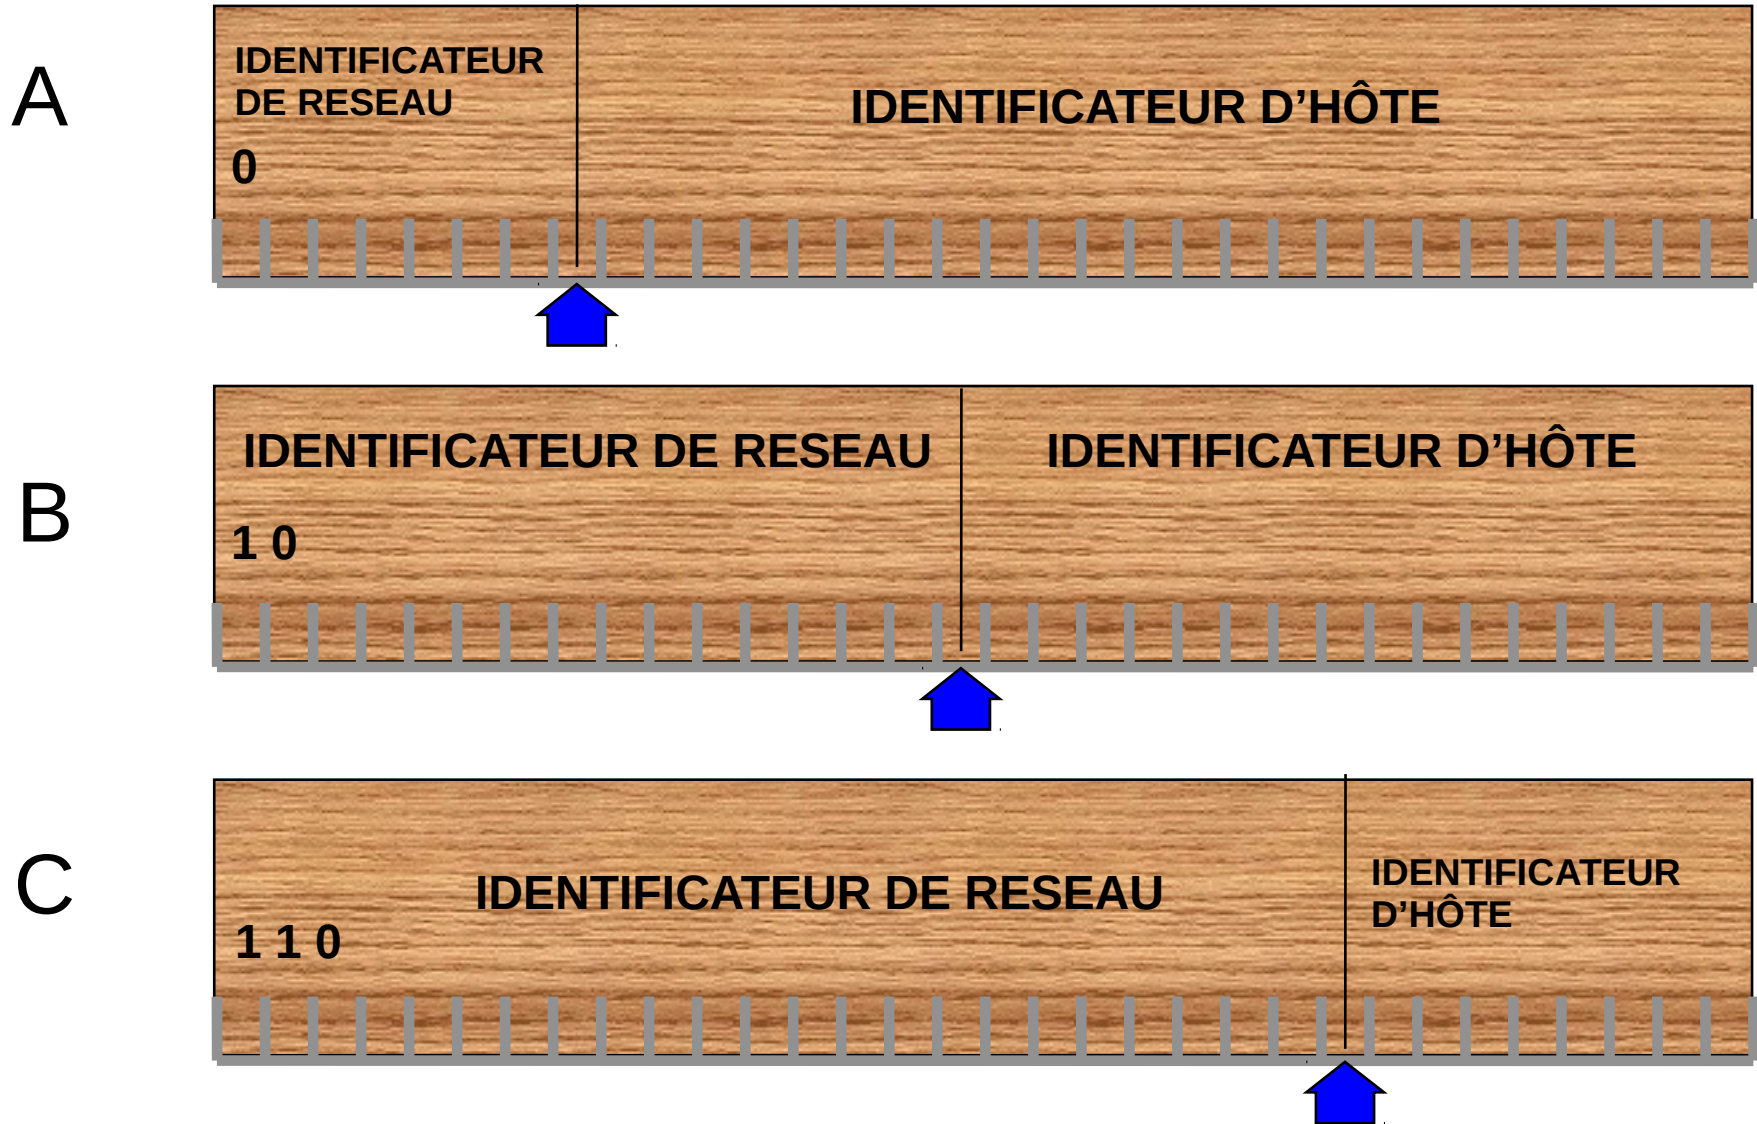 A
IDENTIFICATEUR
DE RESEAU
0
IDENTIFICATEUR D’HÔTE
B
IDENTIFICATEUR DE RESEAU
1 0
IDENTIFICATEUR D’HÔTE
C
IDENTIFICATEUR DE RESEAU
1 1 0
IDENTIFICATEUR
D’HÔTE